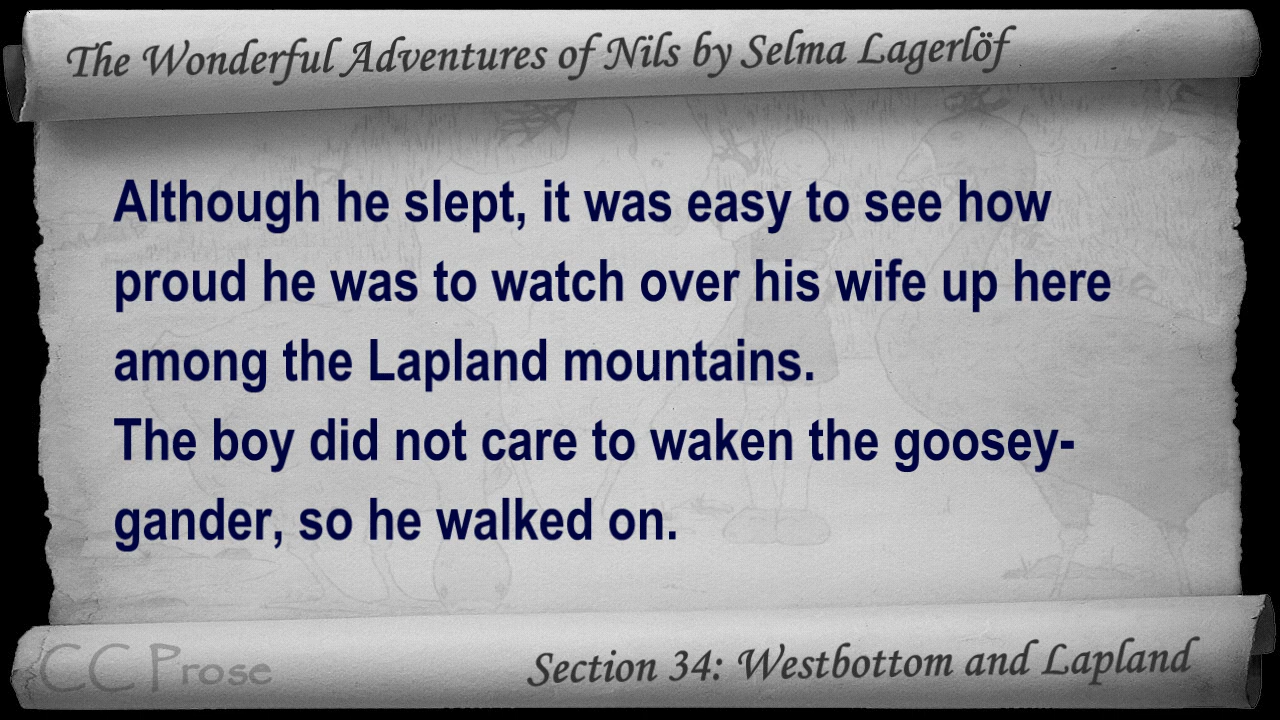 The Wonderful Adventures of Nils by Selma Lagerlöf
Although he slept, it was easy to see how
proud he was to watch over his wife up here
among the Lapland mountains.
The boy did not care to waken the goosey-
gander, so he walked on.
CC Prose
Section 34: Westbottom and Lapland